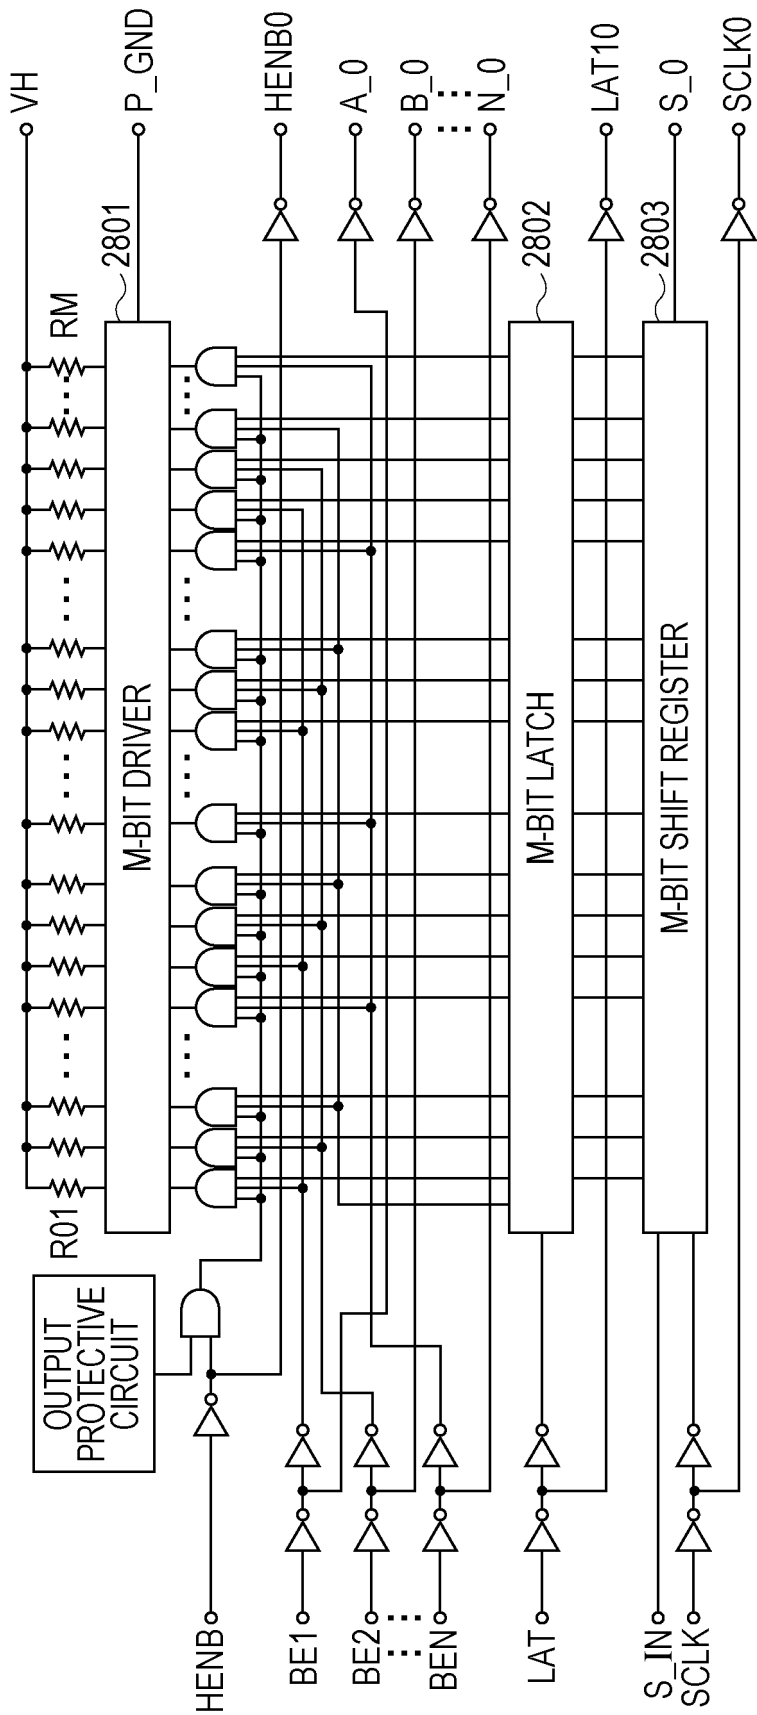 VH
P_GND
HENB0
A_0
B_0
N_0
LAT10
S_0
SCLK0
2801
2802
2803
RM
R01
M-BIT DRIVER
M-BIT LATCH
M-BIT SHIFT REGISTER
OUTPUT
PROTECTIVE
CIRCUIT
HENB
BE1
BE2
BEN
LAT
S_IN
SCLK